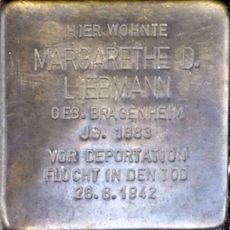 HIER WOHNTE
MARGARETHE D.
LIEBMANN
GEB. BRAGENHEIM
JG. 1883
VOR DEPORTATION
FLUCHT IN DEN TOD
26.8.1942